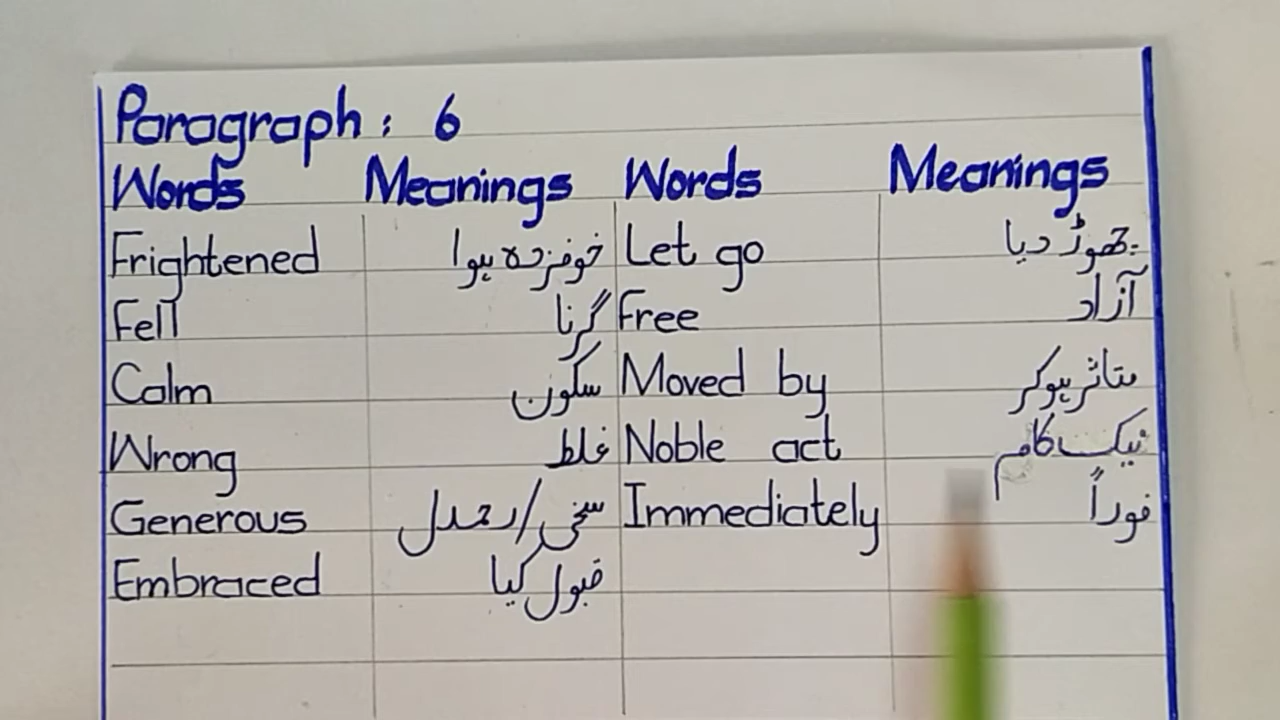 Paragraph : 6
Words Meanings Words Meanings
Frightened خوفزدہ ہوا Let go چھوڑ دیا
Fell گرنا Free آزاد
Calm سکون Moved by متاثر ہوکر
Wrong غلط Noble act نیک کام
Generous سخی/رحمدل Immediately فوراً
Embraced قبول کیا